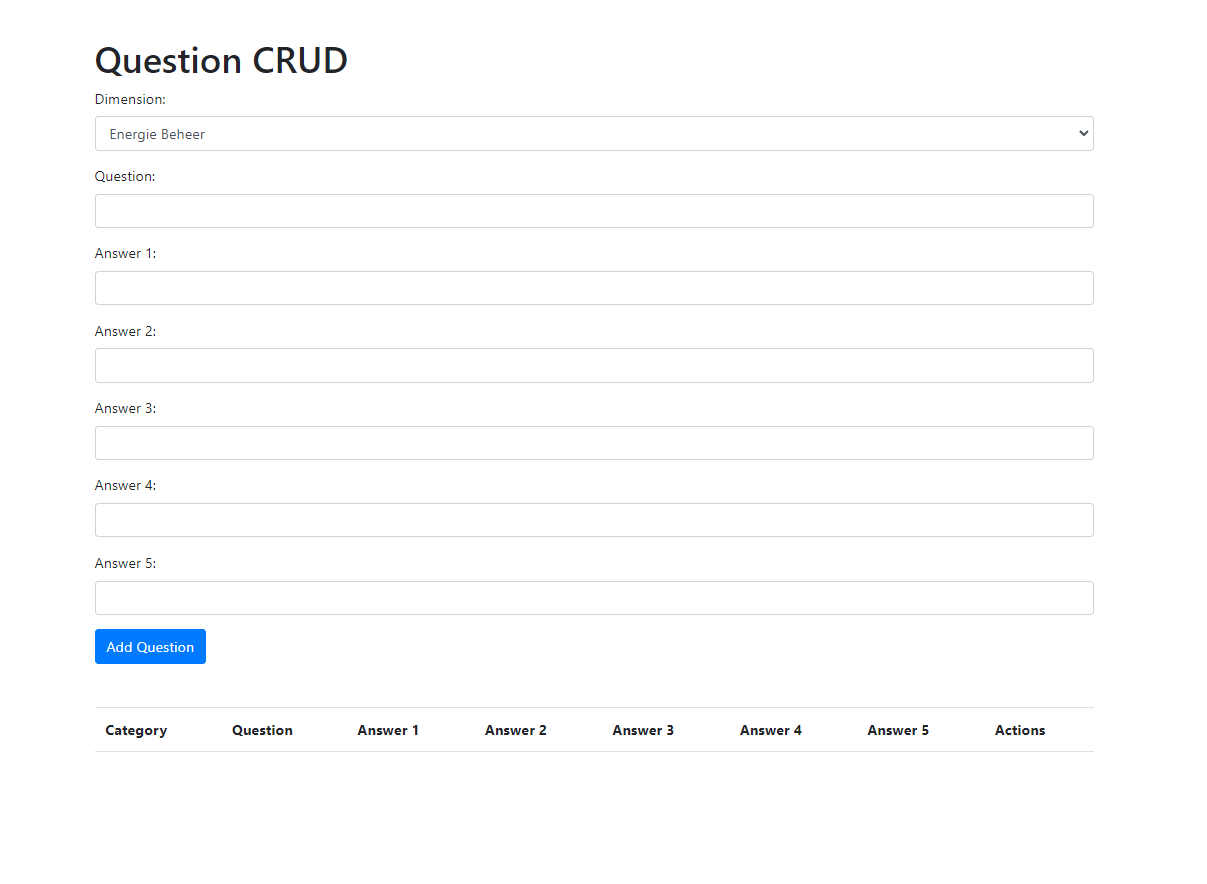 Question CRUD
Dimension:
Energie Beheer
Question:
Answer 1:
Answer 2:
Answer 3:
Answer 4:
Answer 5:
Add Question
Category Question Answer 1 Answer 2 Answer 3 Answer 4 Answer 5 Actions